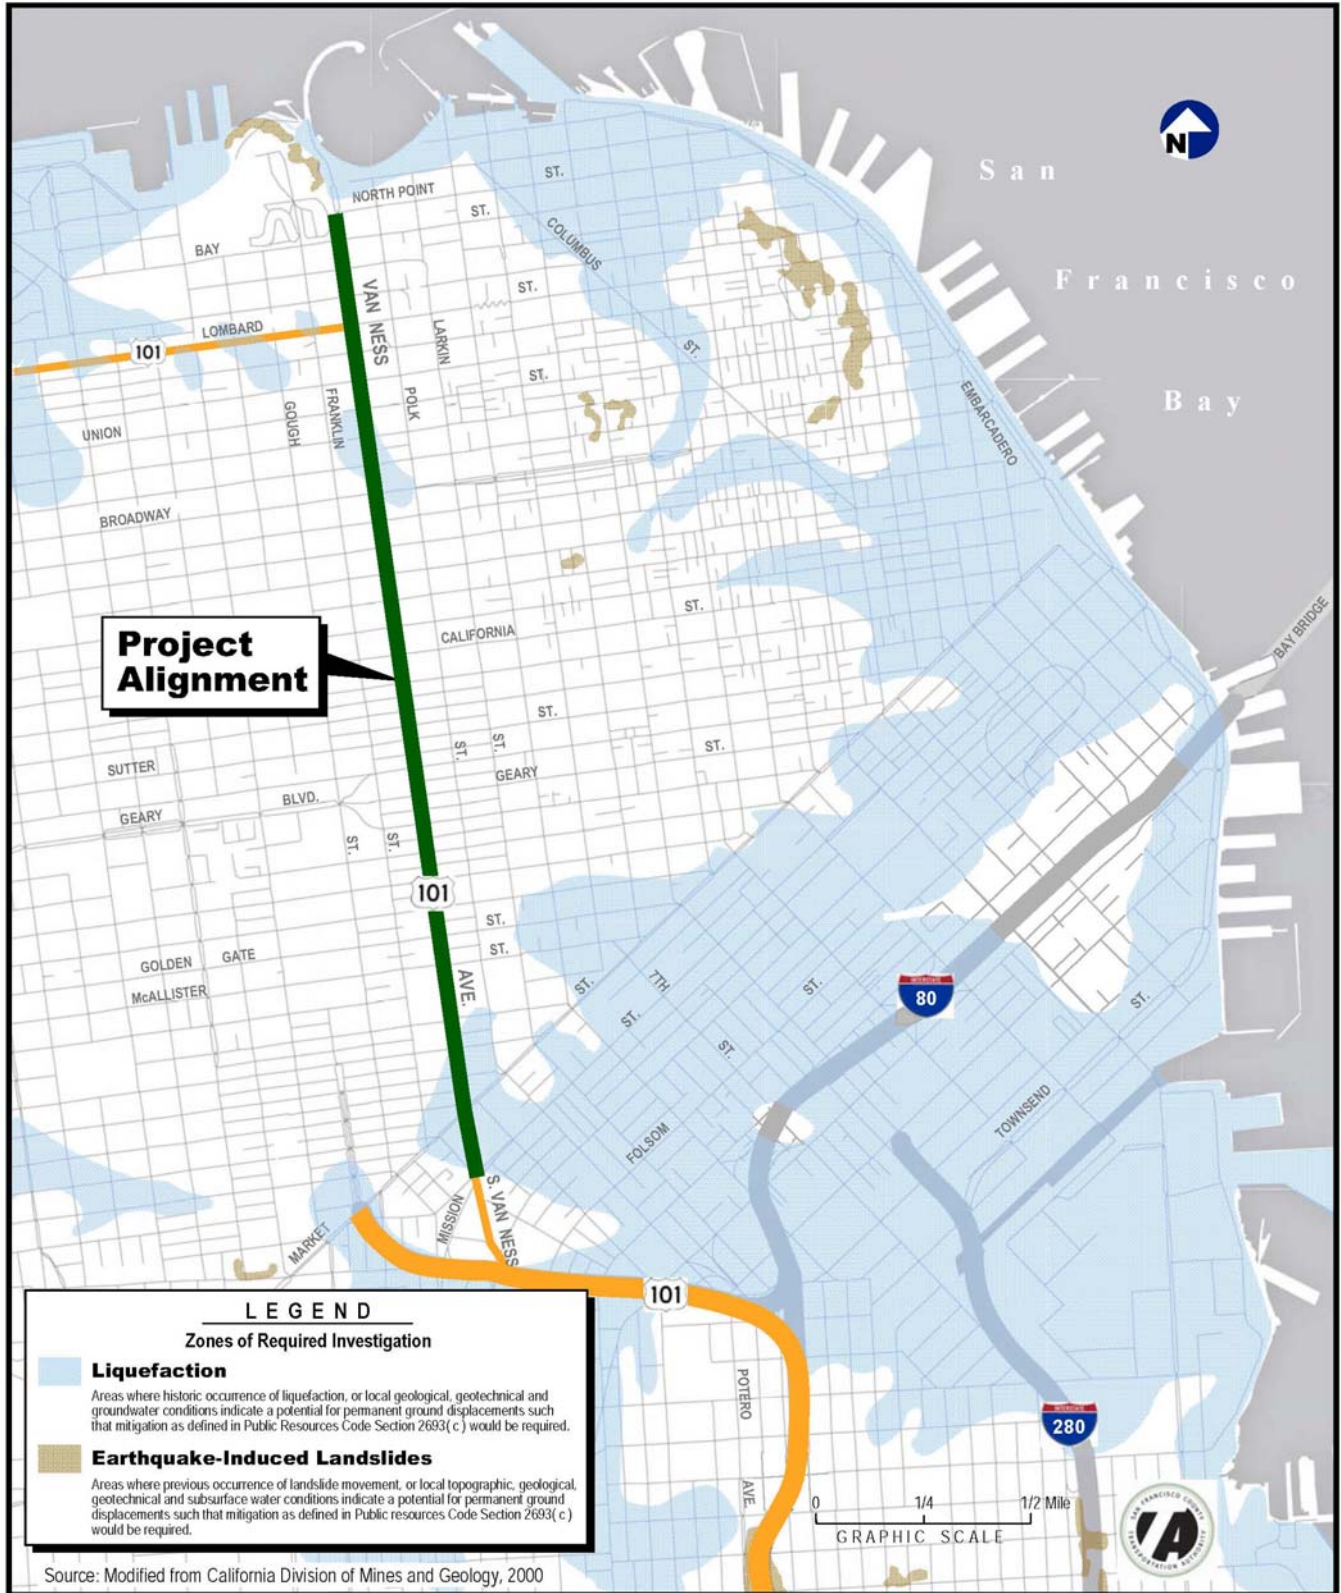 N
San
Francisco
Bay
NORTH POINT
ST.
BAY
ST.
COLUMBUS
ST.
VAN NESS
LOMBARD
101
LARKIN
ST.
ST.
POLK
FRANKLIN
GOUGH
UNION
EMBARCADERO
BROADWAY
BAY BRIDGE
ST.
CALIFORNIA
Project
Alignment
ST.
ST.
ST.
ST.
SUTTER
GEARY
GEARY
BLVD.
ST.
ST.
101
ST.
ST.
GOLDEN GATE
McALLISTER
AVE.
ST.
7TH
ST.
ST.
ST.
INTERSTATE
80
ST.
TOWNSEND
FOLSOM
MISSION
S. VAN NESS
MARKET
101
POTERO
AVE.
INTERSTATE
280
LEGEND
Zones of Required Investigation
Liquefaction
Areas where historic occurrence of liquefaction, or local geological, geotechnical and
groundwater conditions indicate a potential for permanent ground displacements such
that mitigation as defined in Public Resources Code Section 2693( c ) would be required.
Earthquake-Induced Landslides
Areas where previous occurrence of landslide movement, or local topographic, geological,
geotechnical and subsurface water conditions indicate a potential for permanent ground
displacements such that mitigation as defined in Public resources Code Section 2693( c )
would be required.
0 1/4 1/2 Mile
GRAPHIC SCALE
SAN FRANCISCO COUNTY
TRANSPORTATION AUTHORITY
Source: Modified from California Division of Mines and Geology, 2000